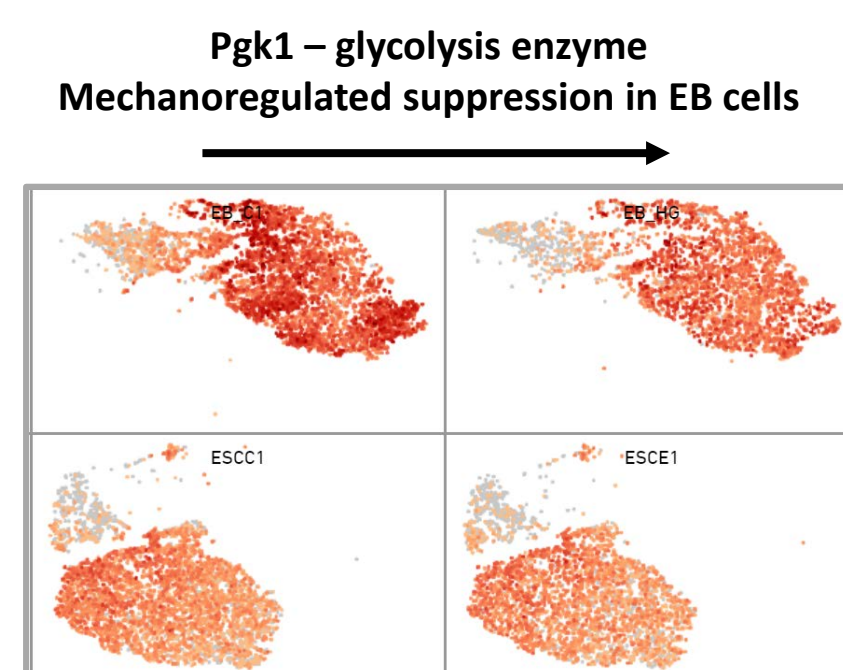 Pgk1 – glycolysis enzyme
Mechanoregulated suppression in EB cells
EB_C1
EB_HG
ESCC1
ESCE1